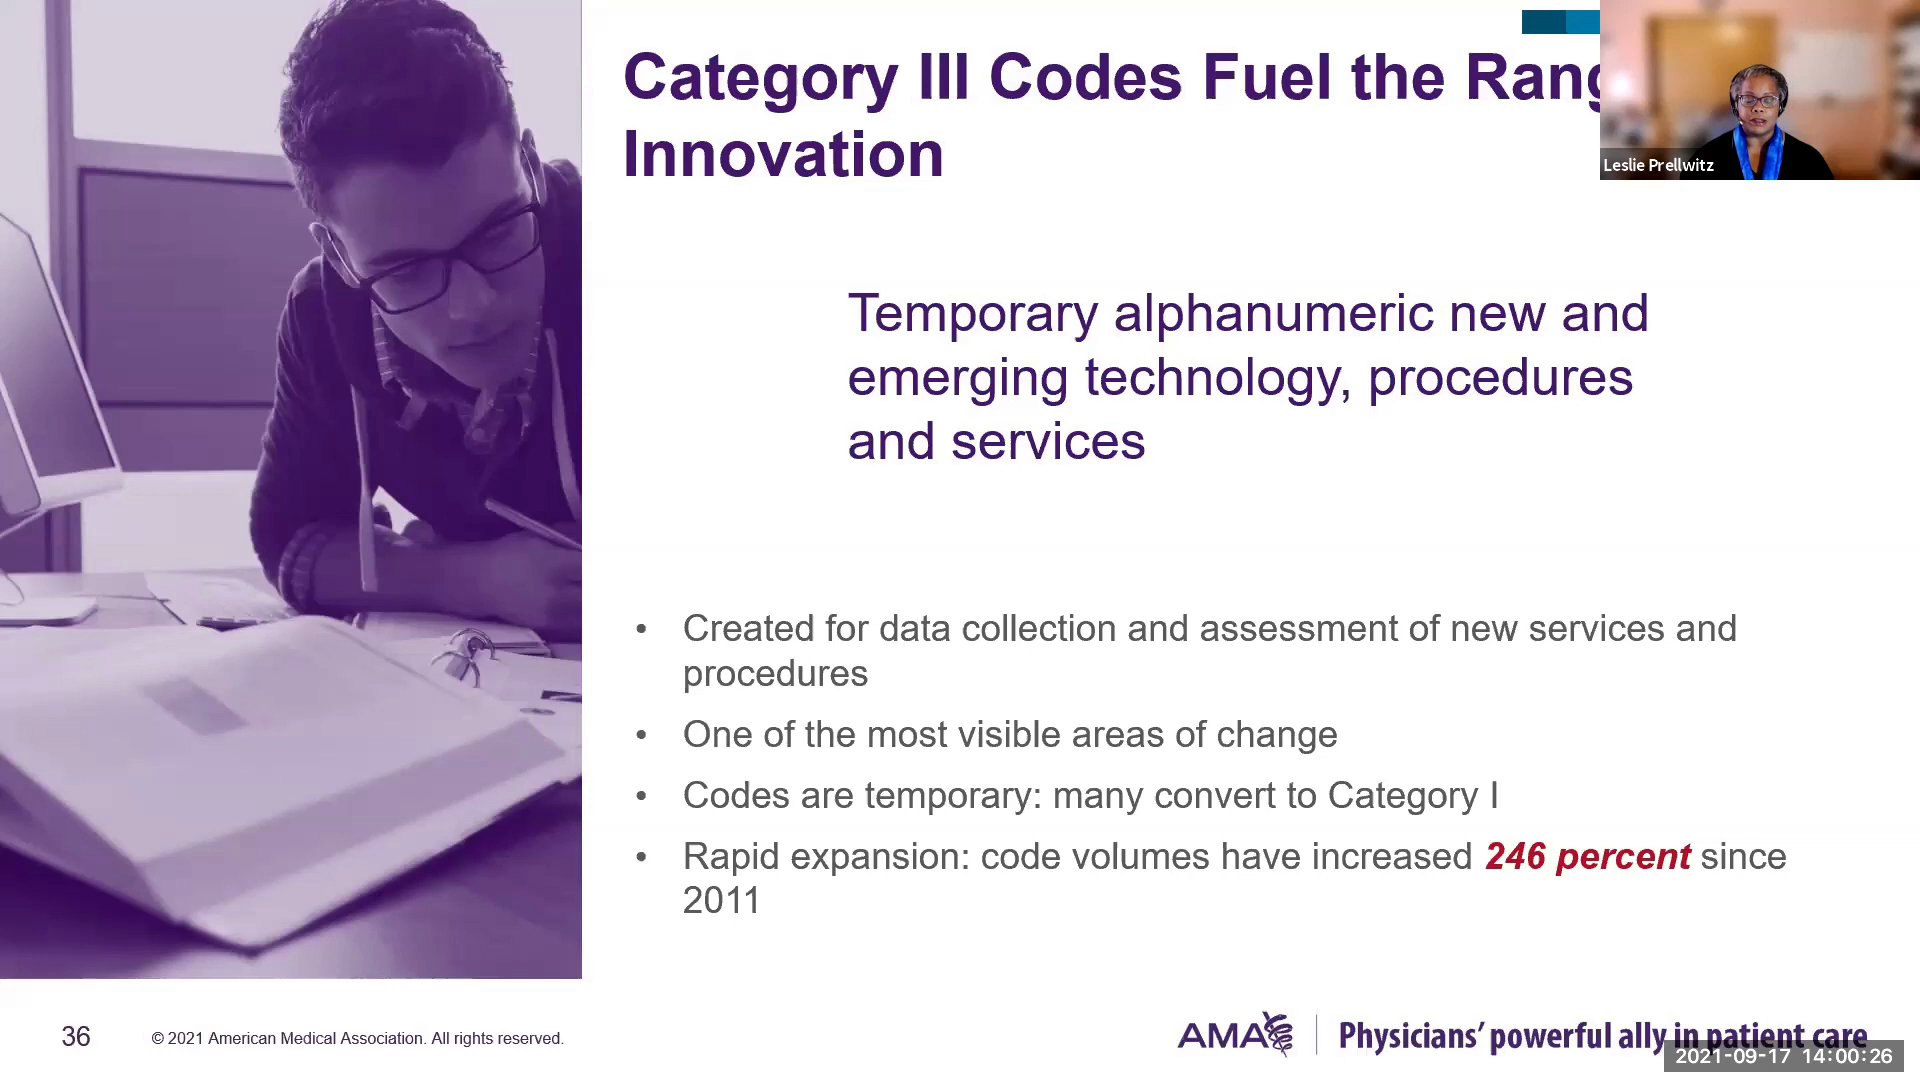 Category III Codes Fuel the
Innovation
Leslie Prellwitz
Temporary alphanumeric new and
emerging technology, procedures
and services
• Created for data collection and assessment of new services and
procedures
• One of the most visible areas of change
• Codes are temporary: many convert to Category I
• Rapid expansion: code volumes have increased 246 percent since
2011
36
© 2021 American Medical Association. All rights reserved.
AMA
Physicians’ powerful ally in patient care
2021-09-17 14:00:26